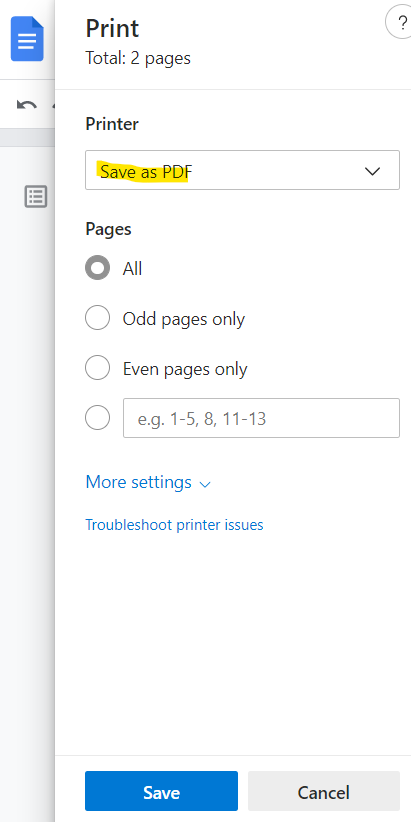 Print
?
Total: 2 pages
Printer
Save as PDF
Pages
All
Odd pages only
Even pages only
e.g. 1-5, 8, 11-13
More settings
Troubleshoot printer issues
Save
Cancel